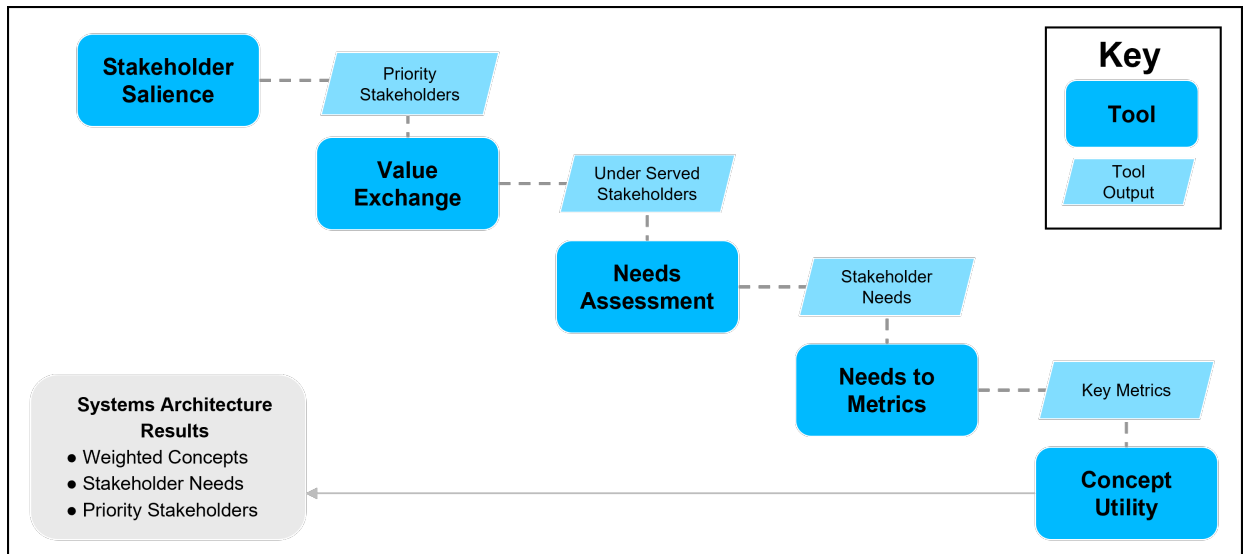 Stakeholder
Salience
Priority
Stakeholders
Key
Tool
Tool
Output
Value
Exchange
Under Served
Stakeholders
Needs
Assessment
Stakeholder
Needs
Needs to
Metrics
Key Metrics
Concept
Utility
Systems Architecture
Results
● Weighted Concepts
● Stakeholder Needs
● Priority Stakeholders